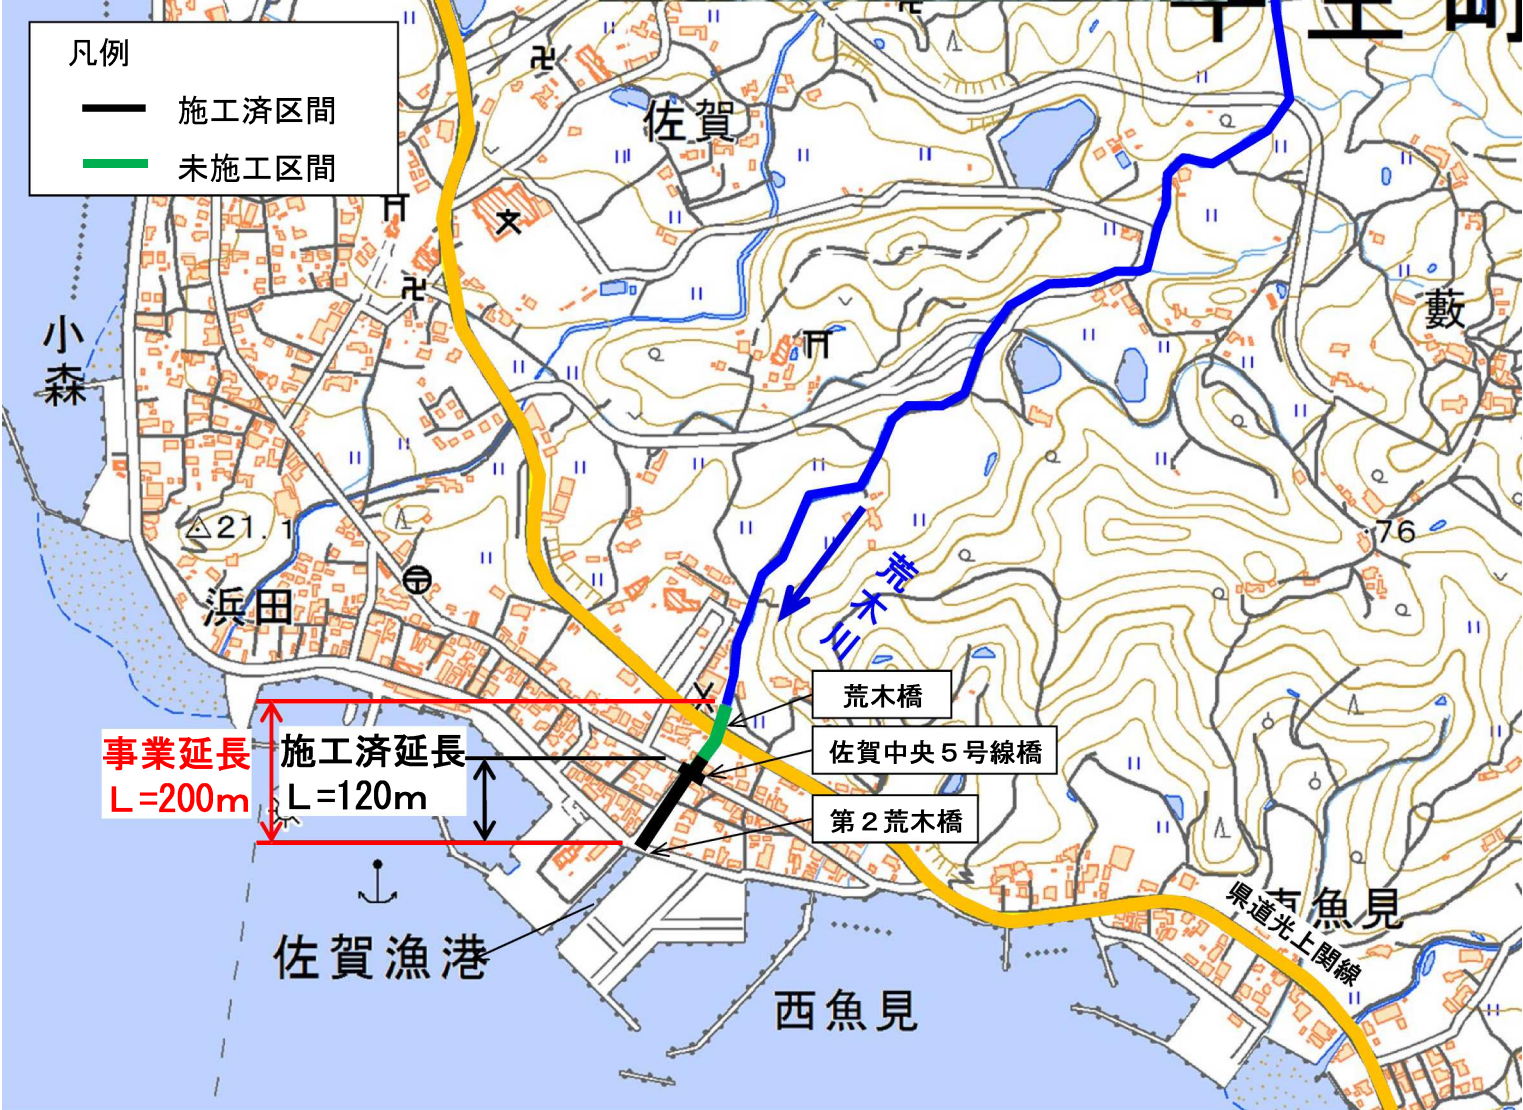 凡例
施工済区間
未施工区間
佐賀
小森
藪
21.1
76
浜田
荒木川
荒木橋
佐賀中央５号線橋
第２荒木橋
事業延長
Ｌ=200ｍ
施工済延長
Ｌ=120ｍ
佐賀漁港
西魚見
魚見
県道光上関線